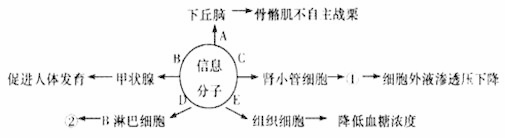 下丘脑 骨骼肌不自主战栗
A
B 信息 C
促进人体发育 甲状腺 分子 肾小管细胞 ① 细胞外液渗透压下降
D E
② B 淋巴细胞 组织细胞 降低血糖浓度